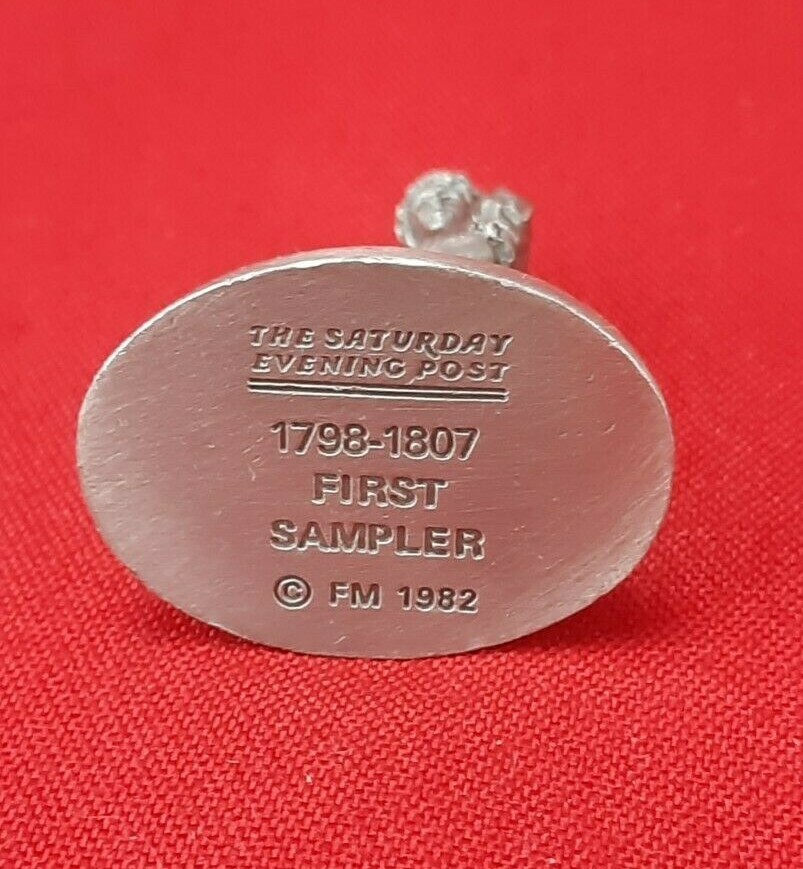 THE SATURDAY
EVENING POST
1798-1807
FIRST
SAMPLER
© FM 1982